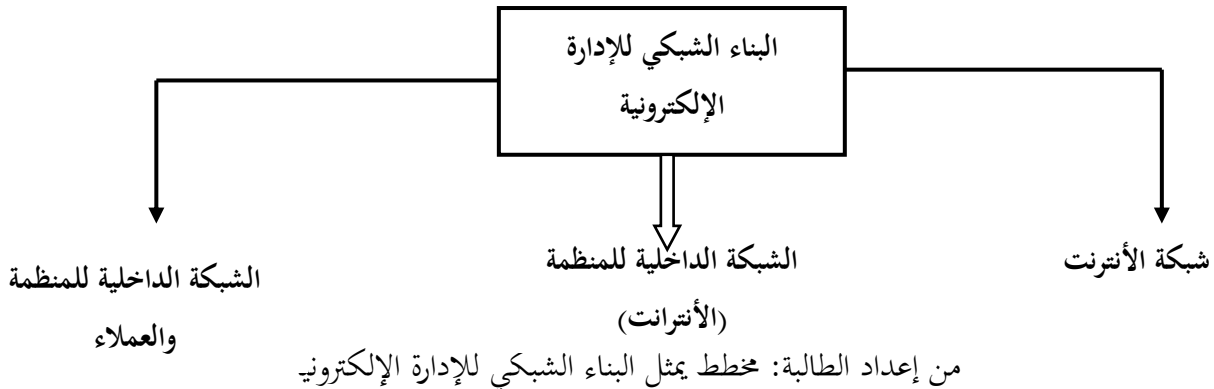 البناء الشبكي للإدارة
الإلكترونية
شبكة الأنترنت
الشبكة الداخلية للمنظمة
(الأنترانت)
الشبكة الداخلية للمنظمة
والعملاء
من إعداد الطالبة: مخطط يمثل البناء الشبكي للإدارة الإلكتروني